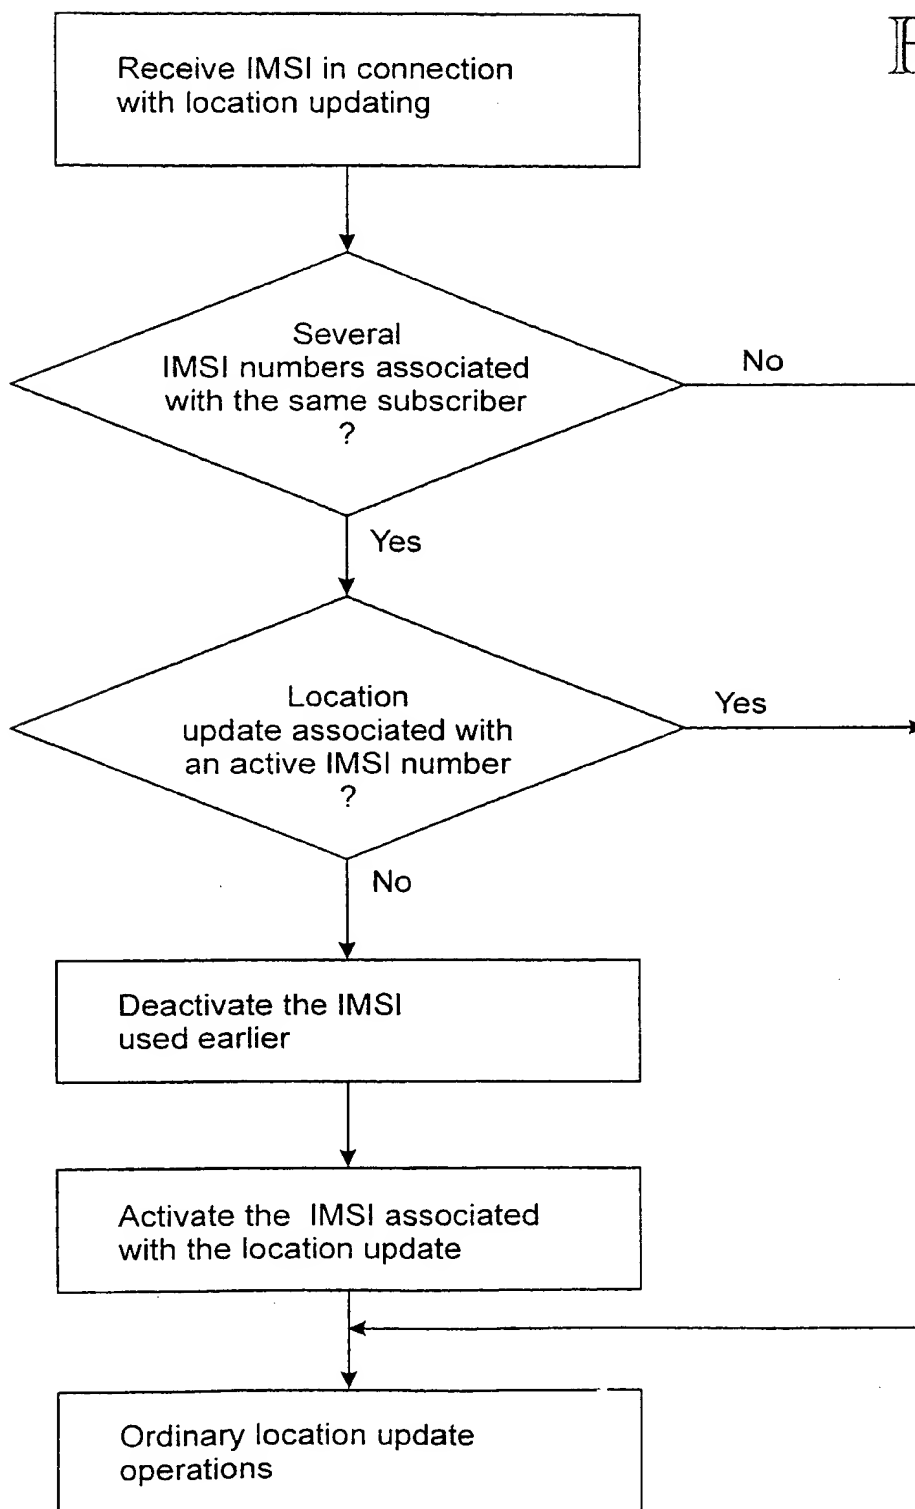 Receive IMSI in connection
with location updating
Several
IMSI numbers associated
with the same subscriber
?
No
Yes
Location
update associated with
an active IMSI number
?
Yes
No
Deactivate the IMSI
used earlier
Activate the IMSI associated
with the location update
Ordinary location update
operations